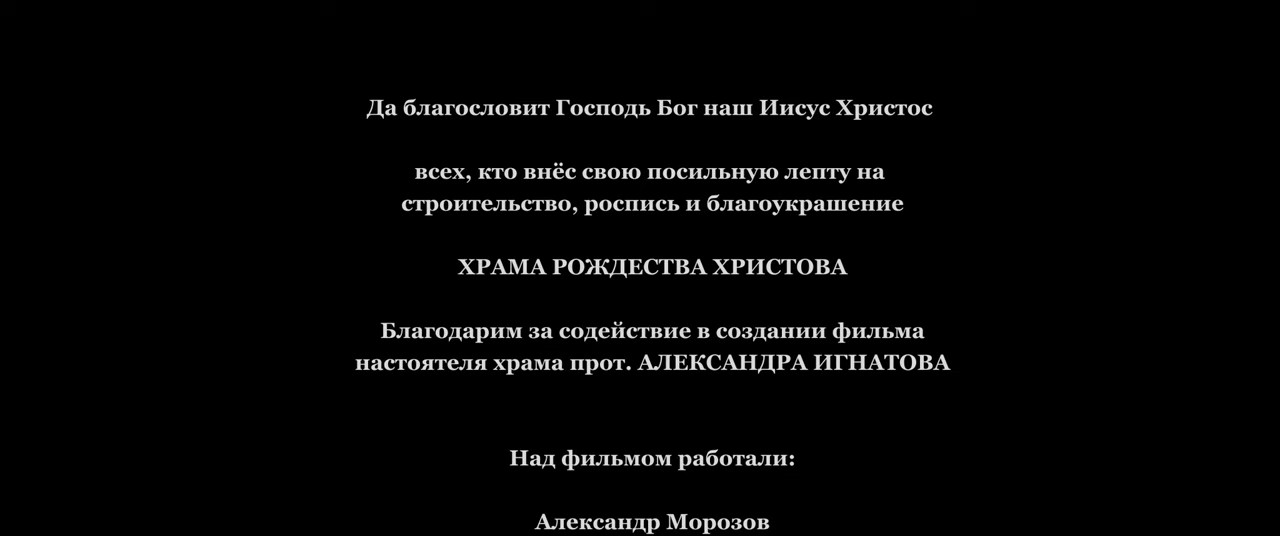 Да благословит Господь Бог наш Иисус Христос
всех, кто внёс свою посильную лепту на
строительство, роспись и благоукрашение
ХРАМА РОЖДЕСТВА ХРИСТОВА
Благодарим за содействие в создании фильма
настоятеля храма прот. АЛЕКСАНДРА ИГНАТОВА
Над фильмом работали:
Александр Морозов